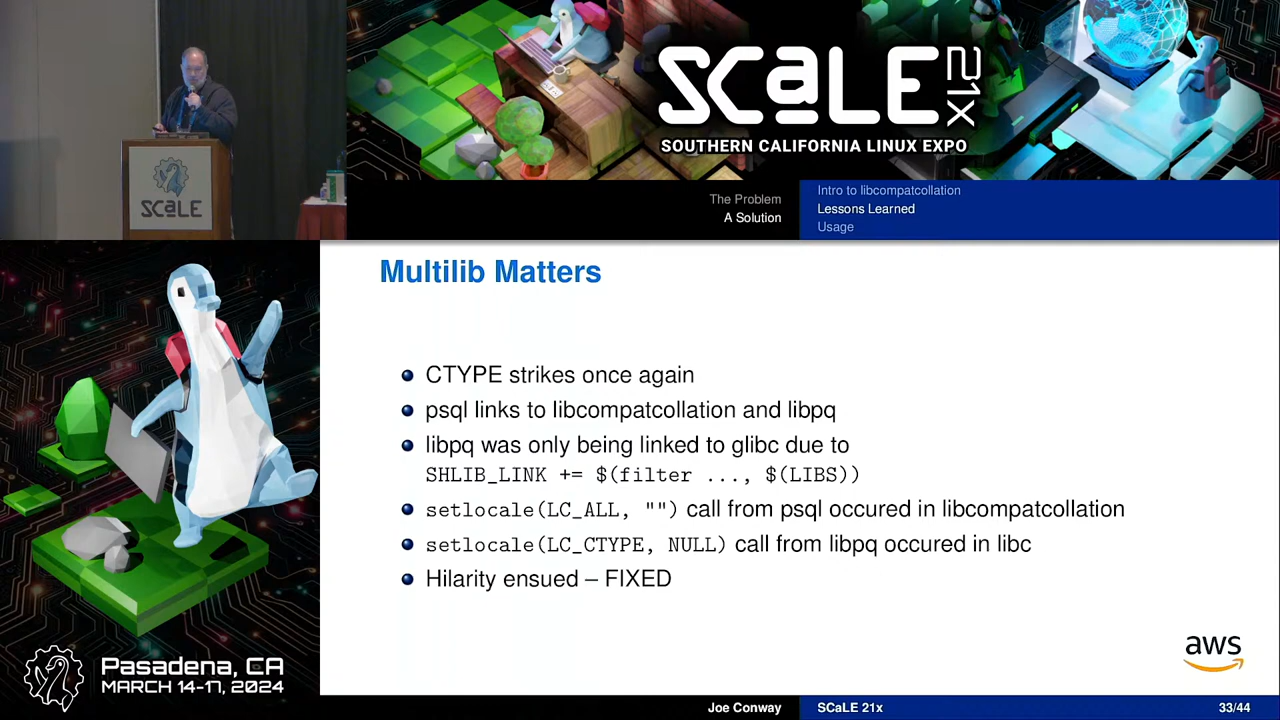 SCaLE 21x
SOUTHERN CALIFORNIA LINUX EXPO
SCaLE
The Problem
A Solution
Intro to libcompatcollation
Lessons Learned
Usage
Multilib Matters
CTYPE strikes once again
psql links to libcompatcollation and libpq
libpq was only being linked to glibc due to
SHLIB_LINK += $(filter ..., $(LIBS))
setlocale(LC_ALL, "") call from psql occured in libcompatcollation
setlocale(LC_CTYPE, NULL) call from libpq occured in libc
Hilarity ensued – FIXED
aws
Pasadena, CA
MARCH 14-17, 2024
Joe Conway
SCaLE 21x
33/44